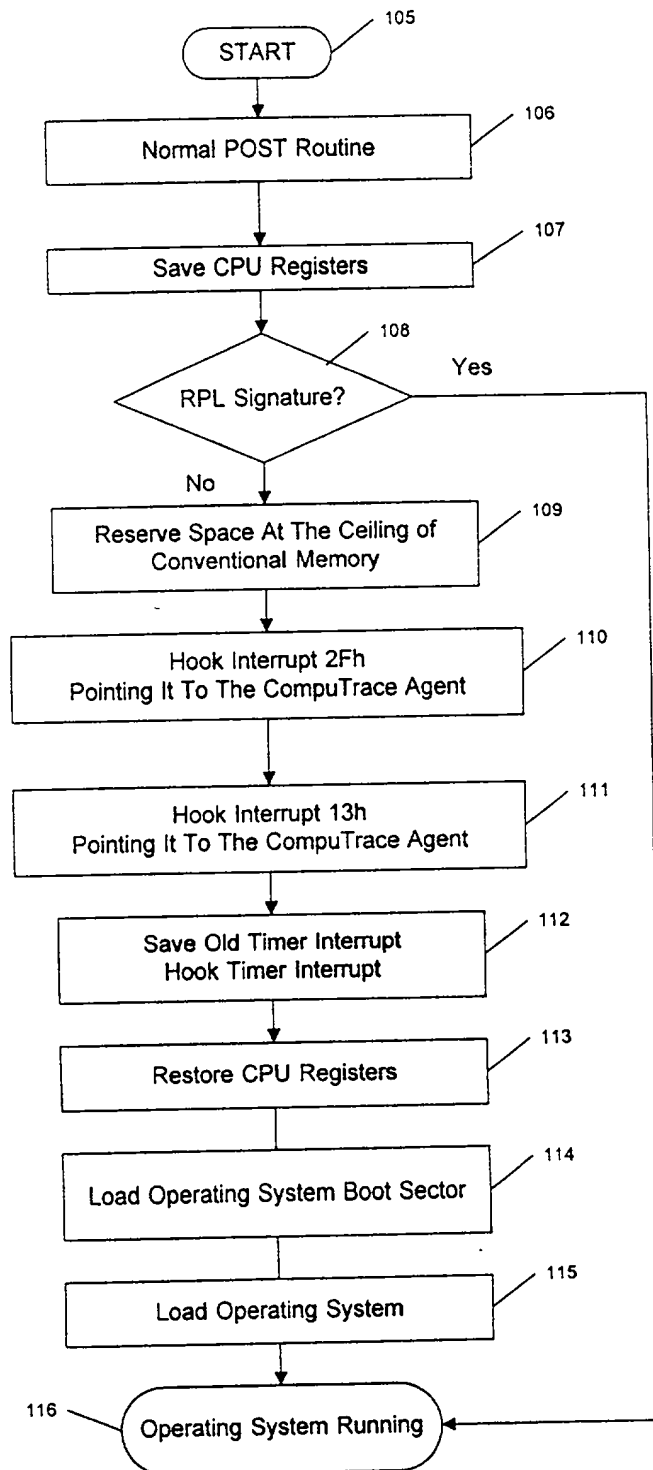 105
START
106
Normal POST Routine
107
Save CPU Registers
108
RPL Signature?
Yes
No
109
Reserve Space At The Ceiling of
Conventional Memory
110
Hook Interrupt 2Fh
Pointing It To The CompuTrace Agent
111
Hook Interrupt 13h
Pointing It To The CompuTrace Agent
112
Save Old Timer Interrupt
Hook Timer Interrupt
113
Restore CPU Registers
114
Load Operating System Boot Sector
115
Load Operating System
116
Operating System Running